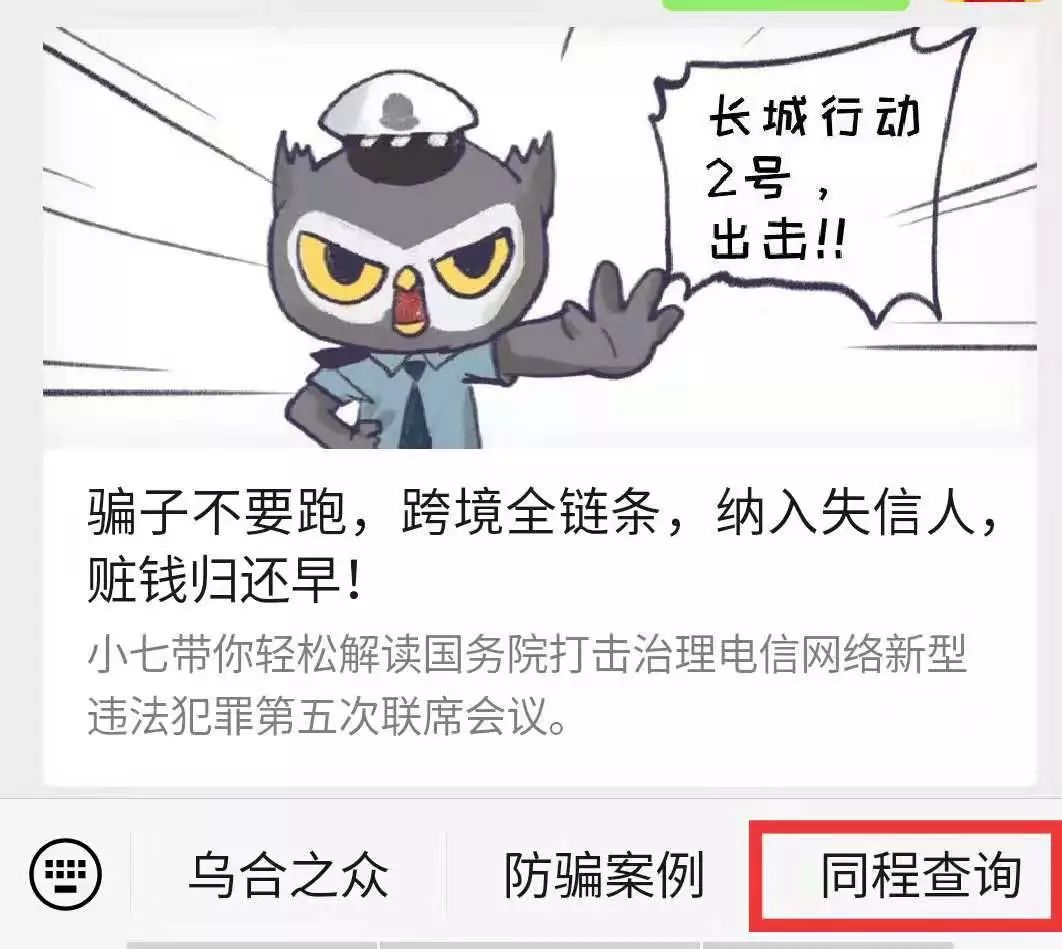 长城行动
2号，
出击!!
骗子不要跑，跨境全链条，纳入失信人，
赃钱归还早！
小七带你轻松解读国务院打击治理电信网络新型
违法犯罪第五次联席会议。
乌合之众
防骗案例
同程查询